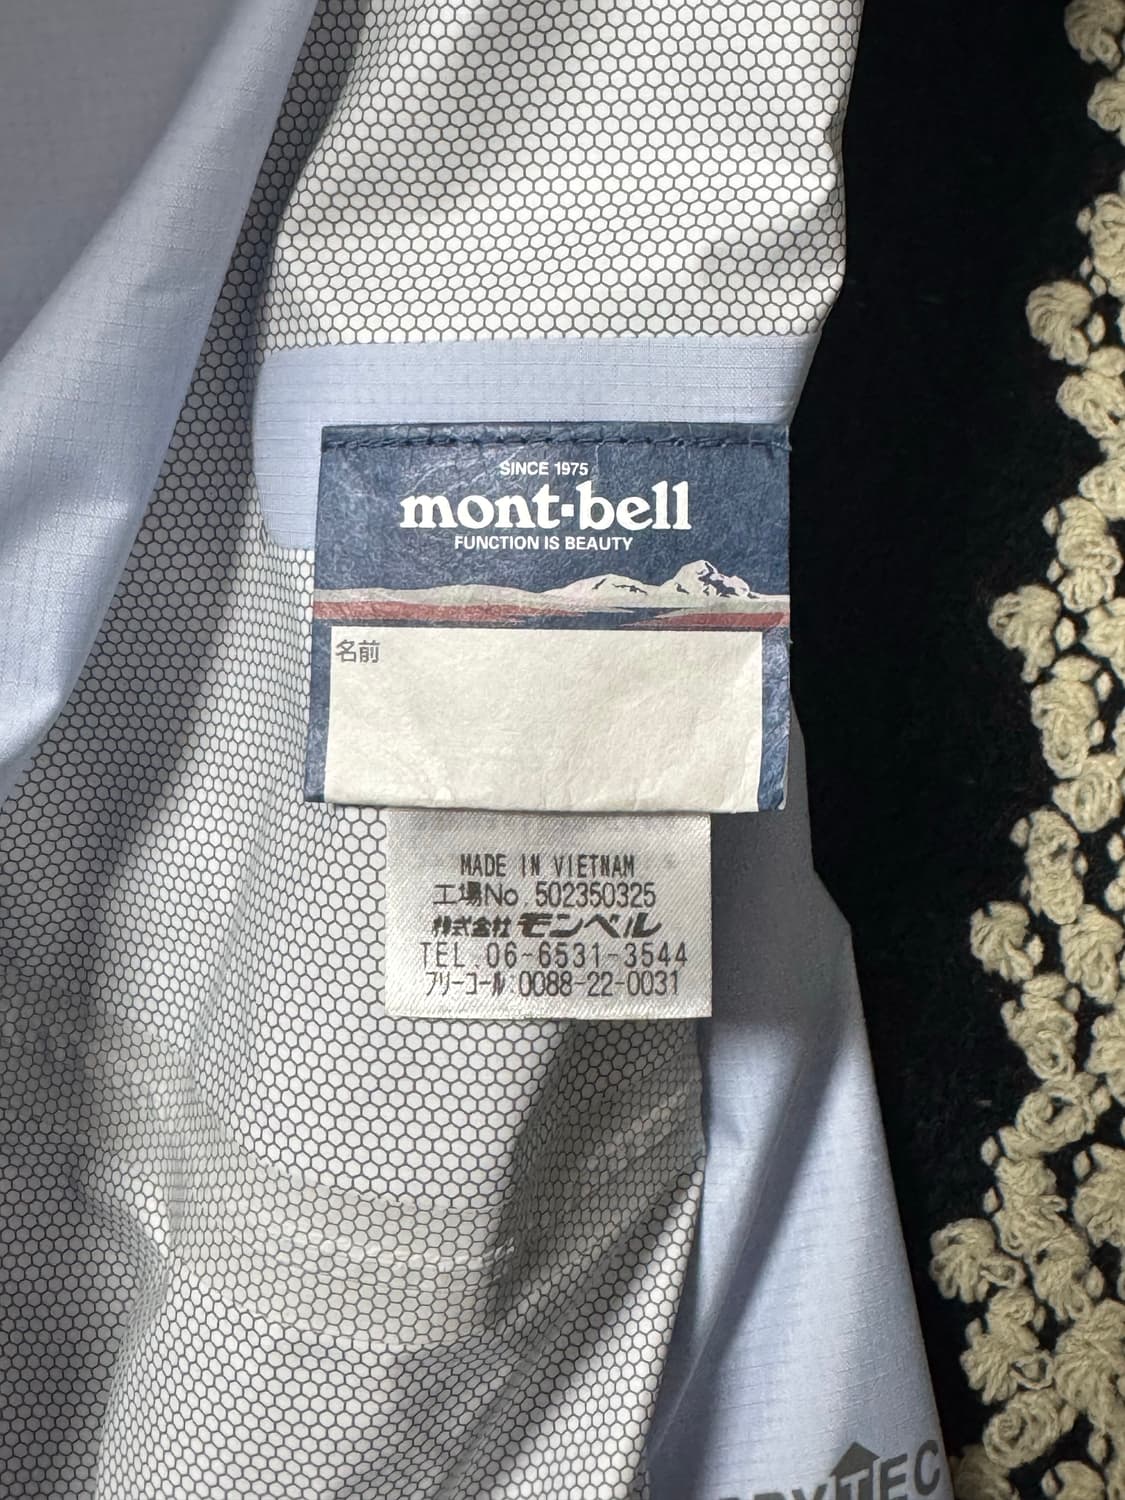 SINCE 1975
mont-bell
FUNCTION IS BEAUTY
名前
MADE IN VIETNAM
工場No.502350325
株式会社 モンベル
TEL.06-6531-3544
フリーコール 0088-22-0031